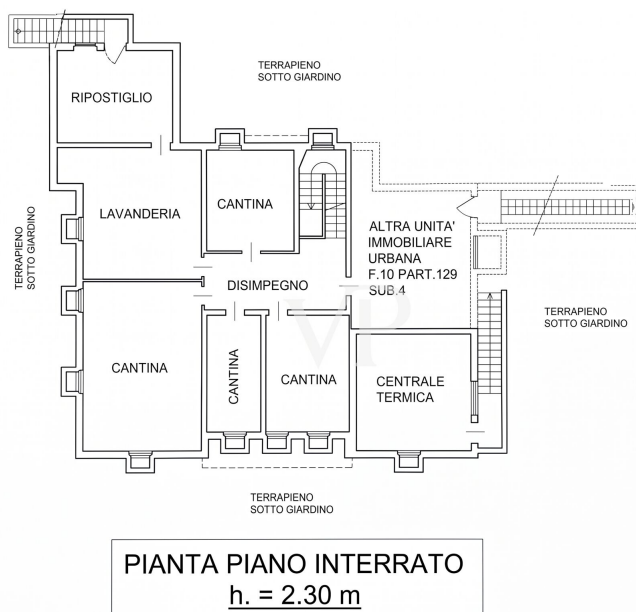 TERRAPIENO
SOTTO GIARDINO
RIPOSTIGLIO
LAVANDERIA
CANTINA
ALTRA UNITA'
IMMOBILIARE
URBANA
F.10 PART.129
SUB.4
TERRAPIENO
SOTTO GIARDINO
DISIMPEGNO
TERRAPIENO
SOTTO GIARDINO
VP
CANTINA
CANTINA
CANTINA
CENTRALE
TERMICA
TERRAPIENO
SOTTO GIARDINO
PIANTA PIANO INTERRATO
h. = 2.30 m